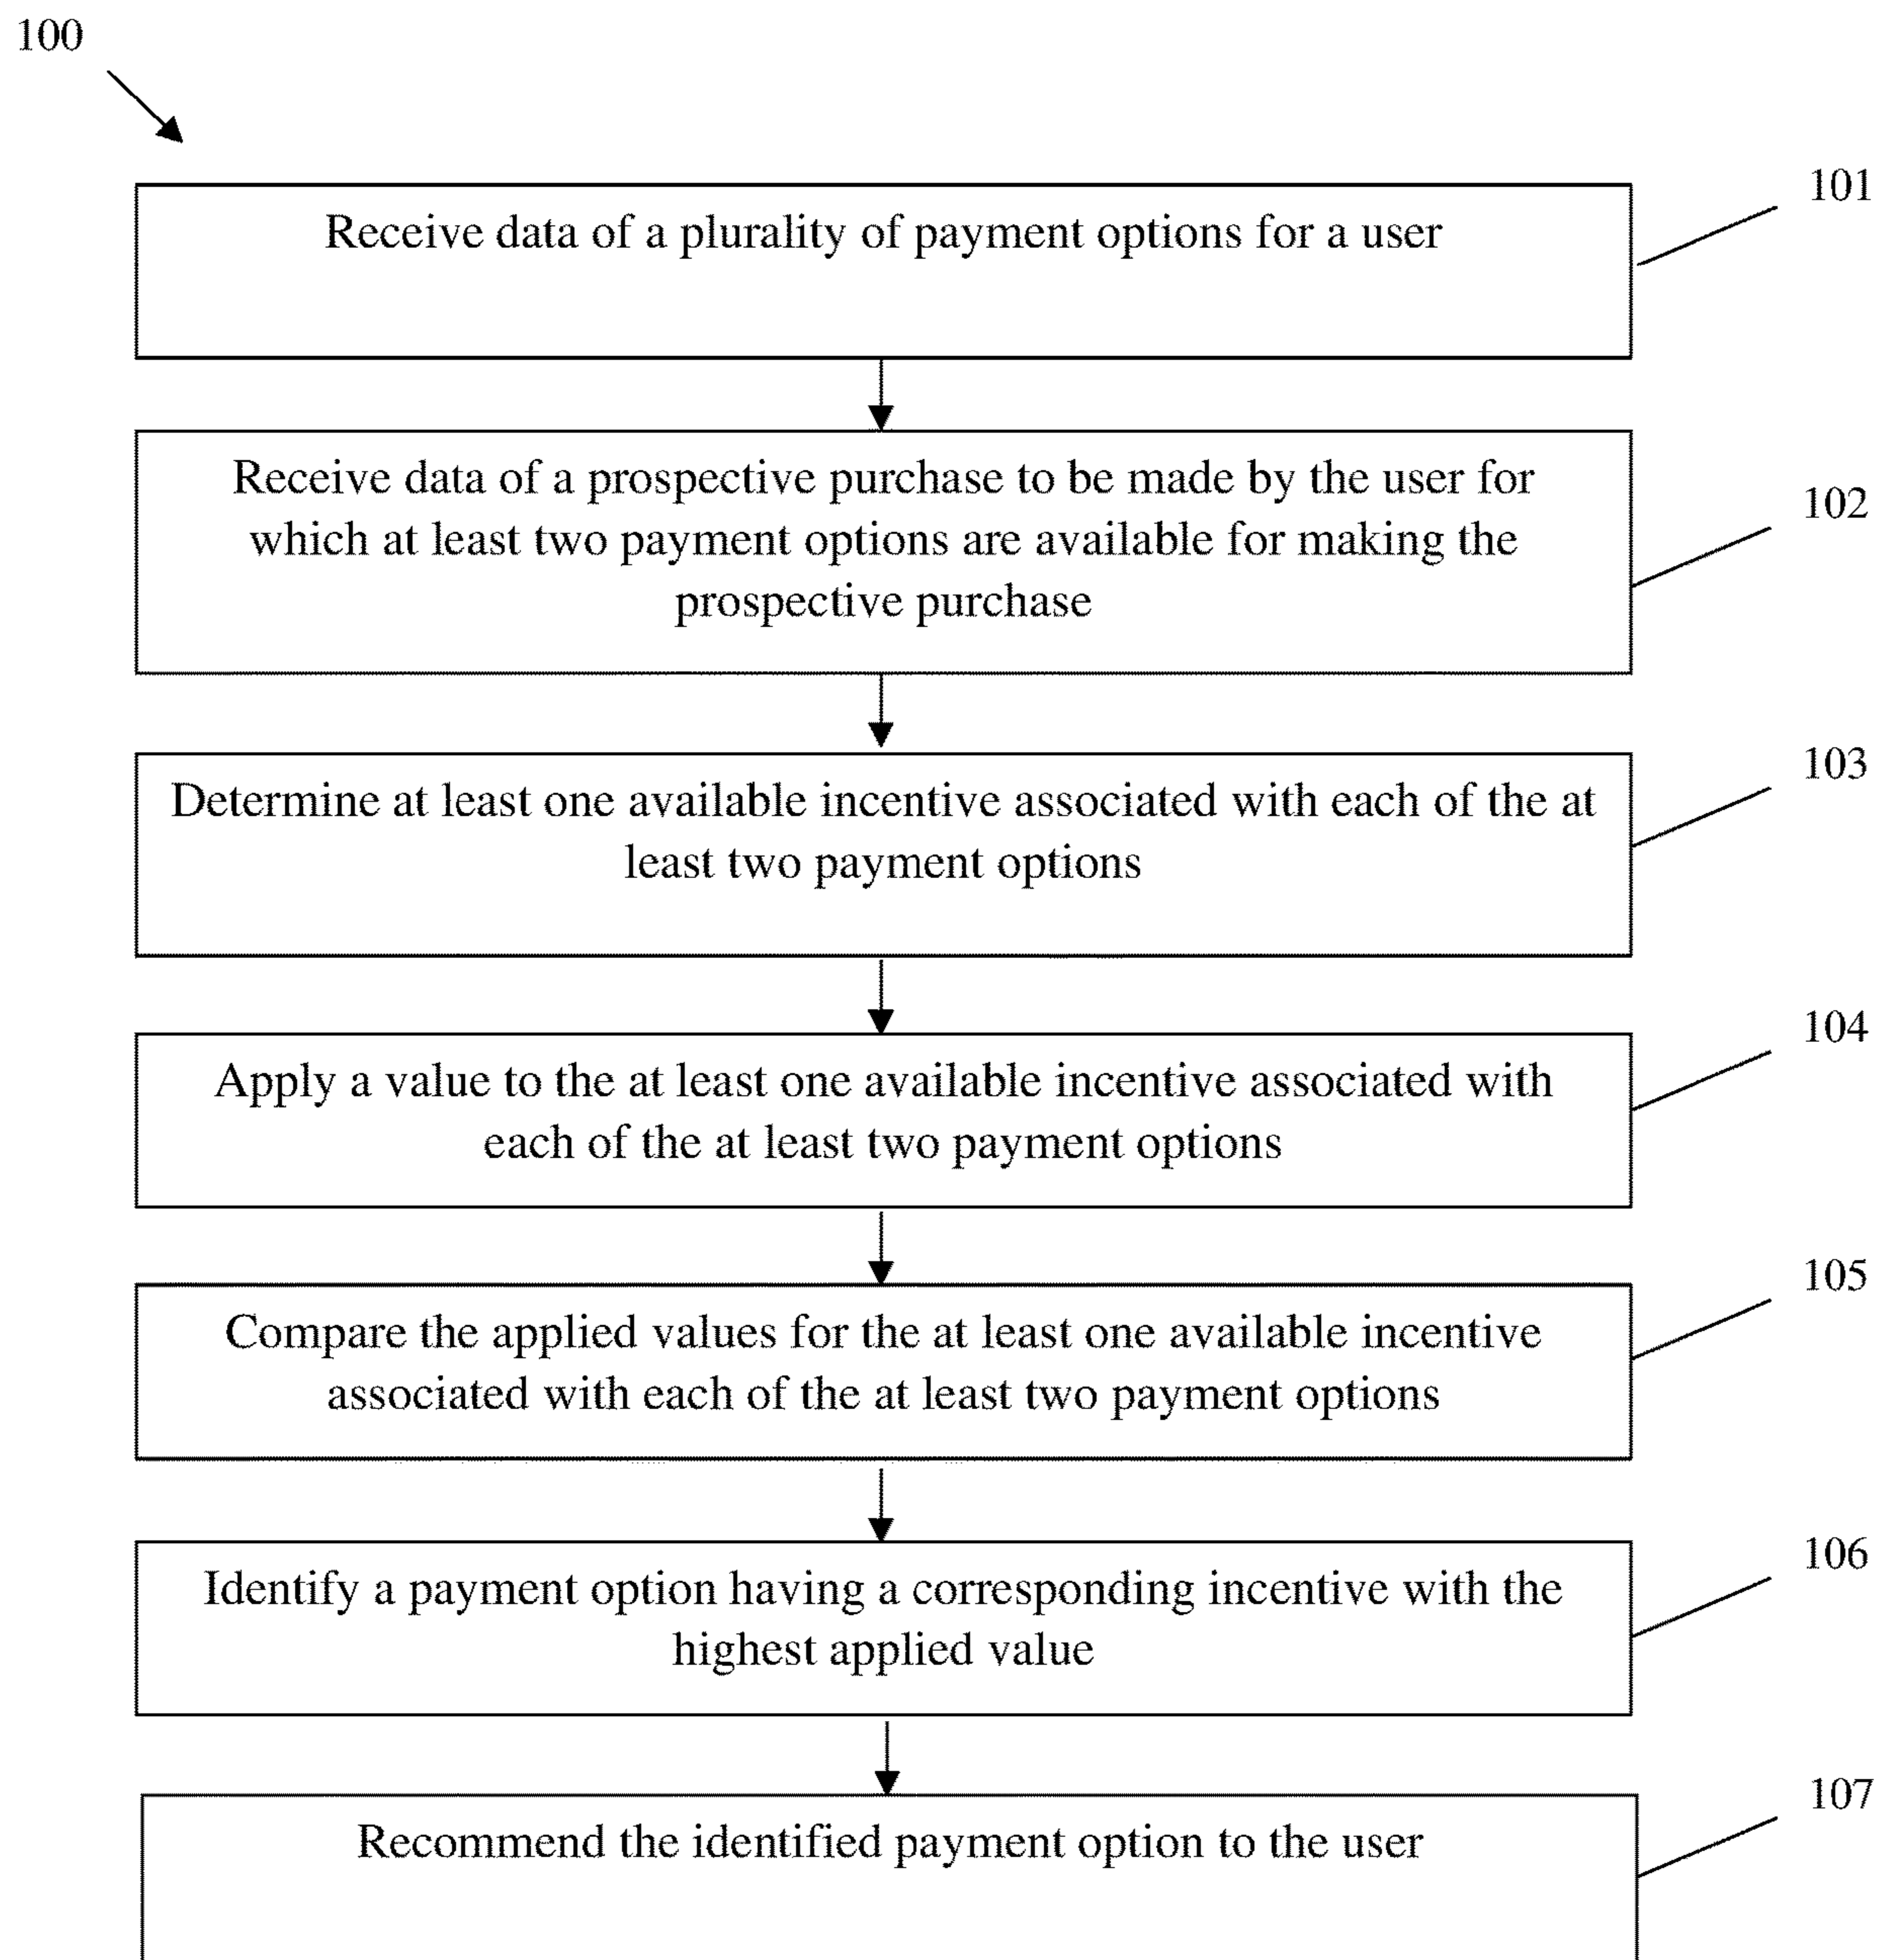 100
101
Receive data of a plurality of payment options for a user
Receive data of a prospective purchase to be made by the user for
102
which at least two payment options are available for making the
prospective purchase
103
Determine at least one available incentive associated with each of the at
least two payment options
104
Apply a value to the at least one available incentive associated with
each of the at least two payment options
105
Compare the applied values for the at least one available incentive
associated with each of the at least two payment options
106
Identify a payment option having a corresponding incentive with the
highest applied value
107
Recommend the identified payment option to the user